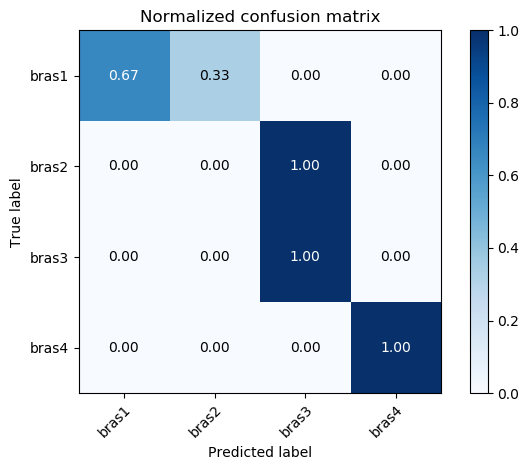 Normalized confusion matrix
True label
bras1 0.67 0.33 0.00 0.00
bras2 0.00 0.00 1.00 0.00
bras3 0.00 0.00 1.00 0.00
bras4 0.00 0.00 0.00 1.00
bras1 bras2 bras3 bras4
Predicted label
1.0
0.8
0.6
0.4
0.2
0.0